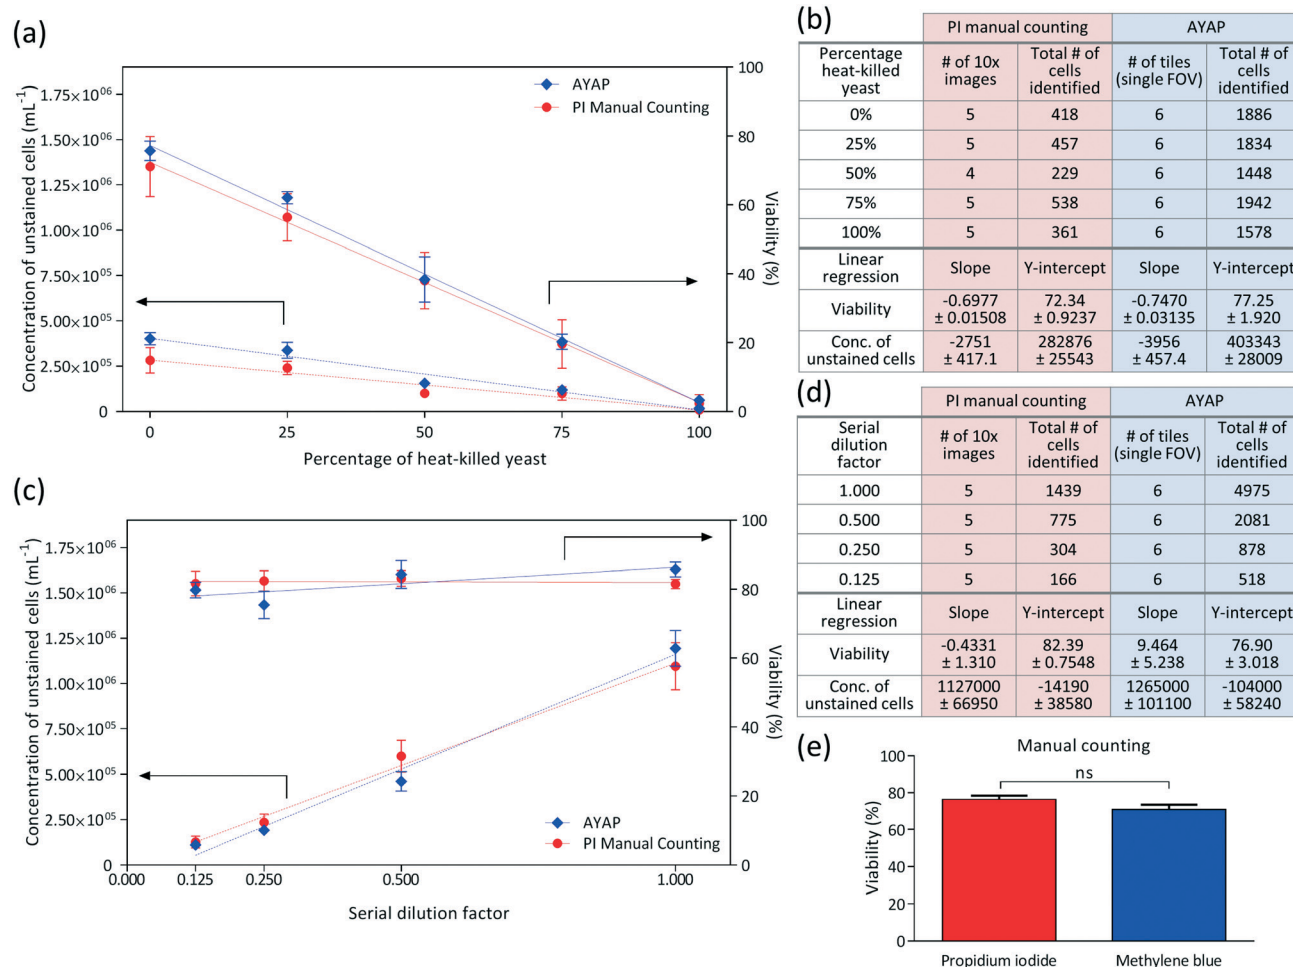 (a)
Concentration of unstained cells (mL⁻¹)
1.75×10⁰⁶
1.50×10⁰⁶
1.25×10⁰⁶
1.00×10⁰⁶
7.50×10⁰⁵
5.00×10⁰⁵
2.50×10⁰⁵
0
100
80
60
40
20
0
Viability (%)
AYAP
PI Manual Counting
0 25 50 75 100
Percentage of heat-killed yeast
(b)
PI manual counting AYAP
Percentage heat-killed yeast # of 10x images Total # of cells identified # of tiles (single FOV) Total # of cells identified
0% 5 418 6 1886
25% 5 457 6 1834
50% 4 229 6 1448
75% 5 538 6 1942
100% 5 361 6 1578
Linear regression Slope Y-intercept Slope Y-intercept
Viability -0.6977 ± 0.01508 72.34 ± 0.9237 -0.7470 ± 0.03135 77.25 ± 1.920
Conc. of unstained cells -2751 ± 417.1 282876 ± 25543 -3956 ± 457.4 403343 ± 28009
(c)
Concentration of unstained cells (mL⁻¹)
1.75×10⁰⁶
1.50×10⁰⁶
1.25×10⁰⁶
1.00×10⁰⁶
7.50×10⁰⁵
5.00×10⁰⁵
2.50×10⁰⁵
0
100
80
60
40
20
0
Viability (%)
AYAP
PI Manual Counting
0.000 0.125 0.250 0.500 1.000
Serial dilution factor
(d)
PI manual counting AYAP
Serial dilution factor # of 10x images Total # of cells identified # of tiles (single FOV) Total # of cells identified
1.000 5 1439 6 4975
0.500 5 775 6 2081
0.250 5 304 6 878
0.125 5 166 6 518
Linear regression Slope Y-intercept Slope Y-intercept
Viability -0.4331 ± 1.310 82.39 ± 0.7548 9.464 ± 5.238 76.90 ± 3.018
Conc. of unstained cells 1127000 ± 66950 -14190 ± 38580 1265000 ± 101100 -104000 ± 58240
(e)
Manual counting
ns
Viability (%)
100
80
60
40
20
0
Propidium iodide Methylene blue